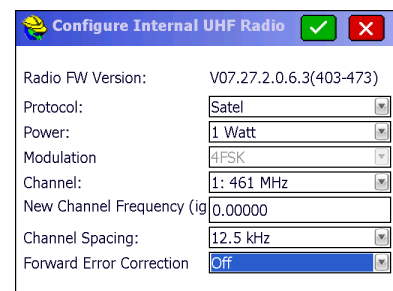 Configure Internal UHF Radio
Radio FW Version: V07.27.2.0.6.3(403-473)
Protocol: Satel
Power: 1 Watt
Modulation 4FSK
Channel: 1: 461 MHz
New Channel Frequency (ig 0.00000
Channel Spacing: 12.5 kHz
Forward Error Correction Off